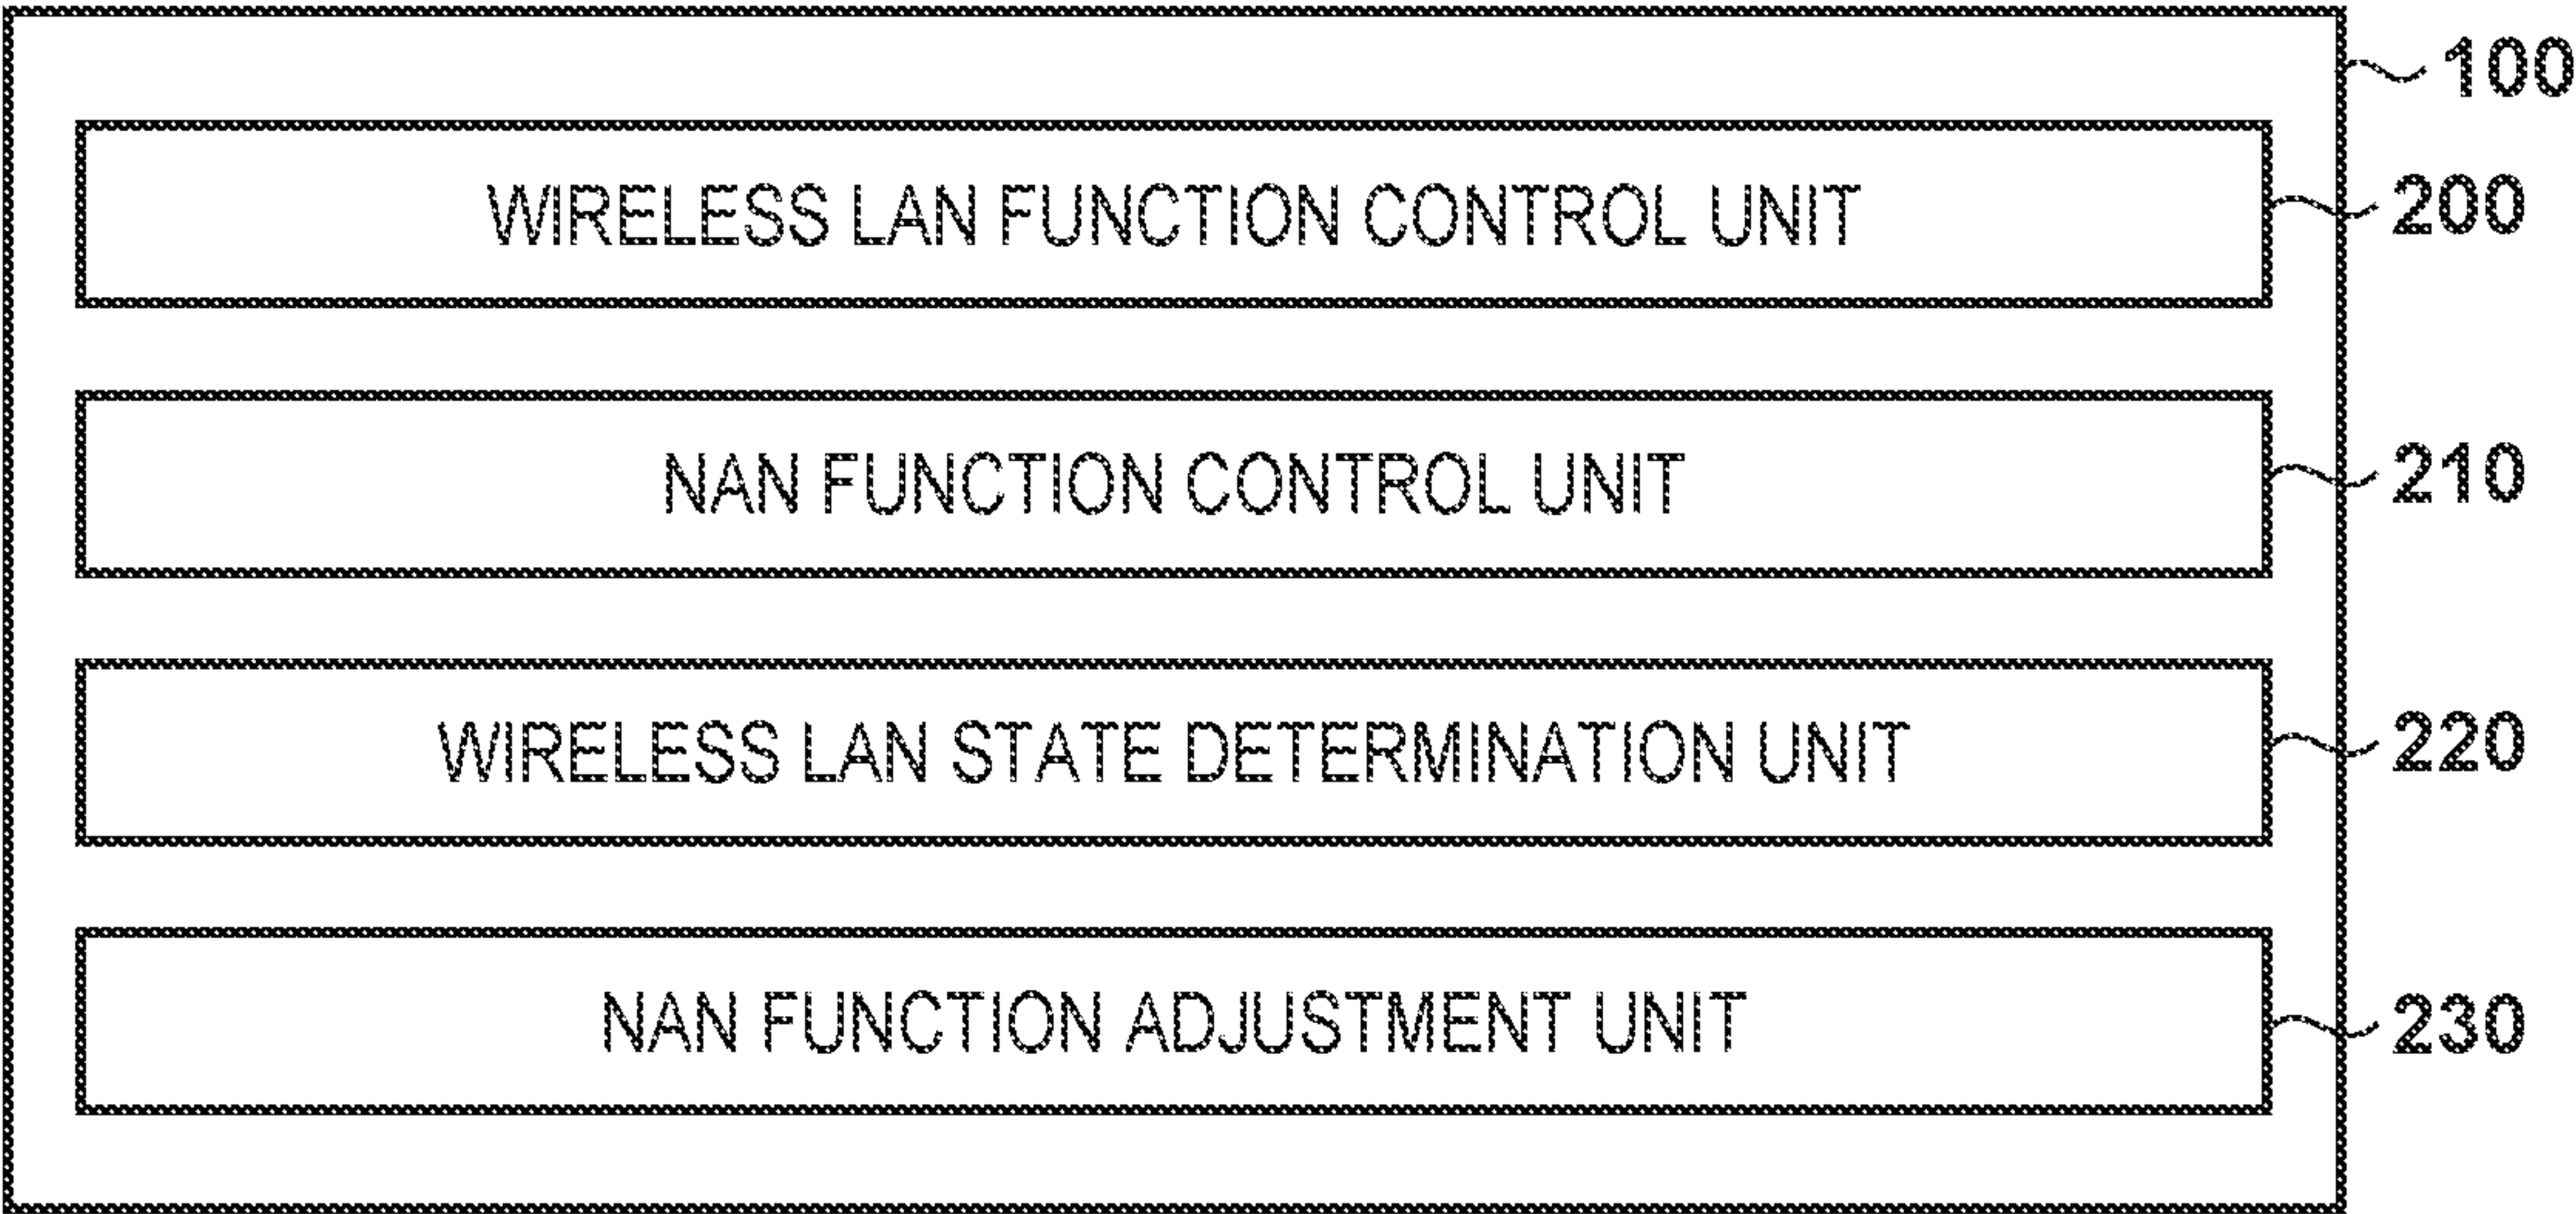 100
WIRELESS LAN FUNCTION CONTROL UNIT 200
NAN FUNCTION CONTROL UNIT 210
WIRELESS LAN STATE DETERMINATION UNIT 220
NAN FUNCTION ADJUSTMENT UNIT 230